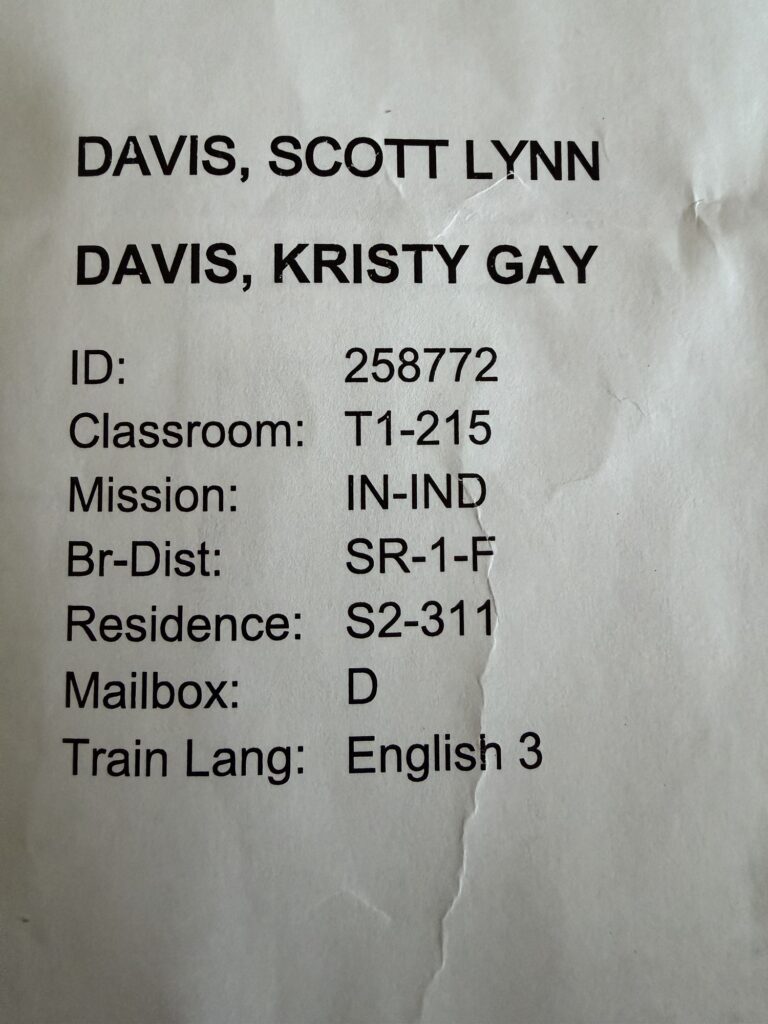 DAVIS, SCOTT LYNN
DAVIS, KRISTY GAY
ID: 258772
Classroom: T1-215
Mission: IN-IND
Br-Dist: SR-1-F
Residence: S2-311
Mailbox: D
Train Lang: English 3